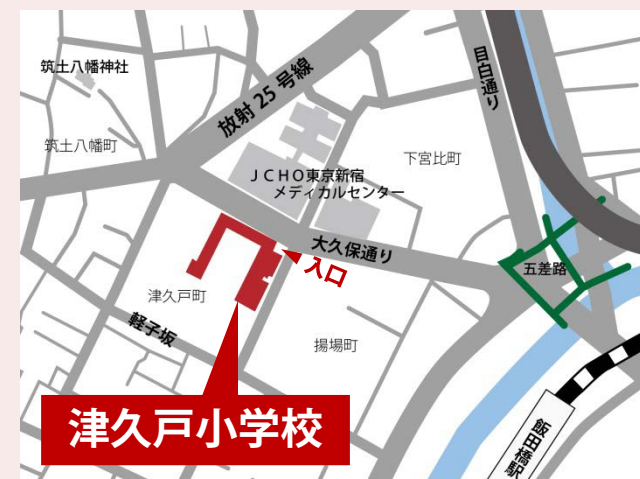 筑土八幡神社
放射25号線
目白通り
筑土八幡町
下宮比町
JCHO東京新宿
メディカルセンター
大久保通り
入口
五差路
津久戸町
軽子坂
揚場町
津久戸小学校
飯田橋駅